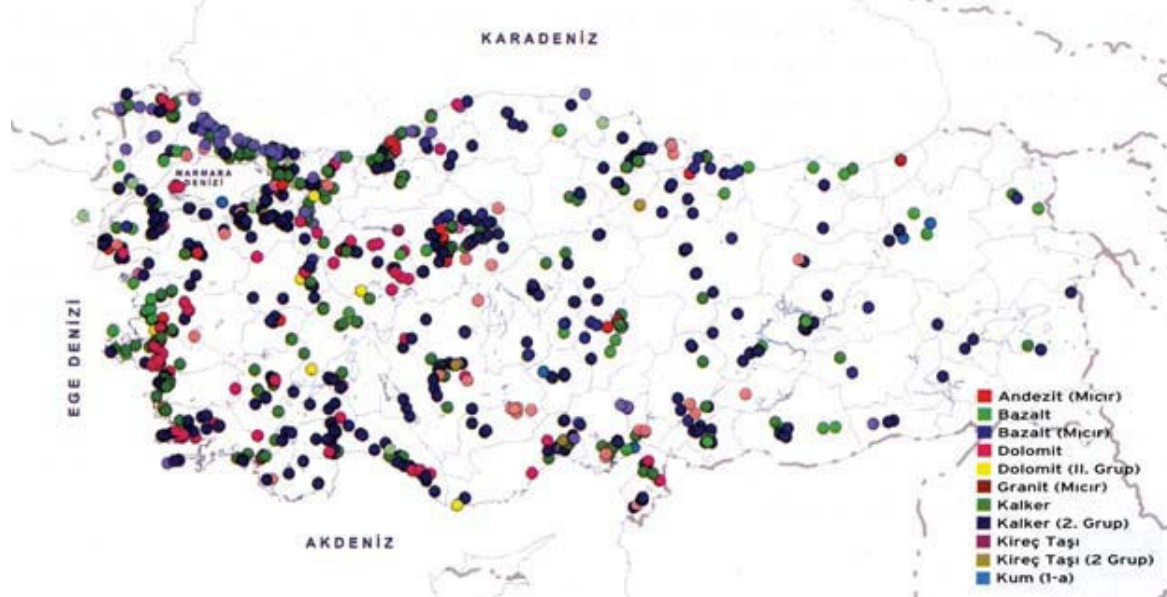 KARADENİZ
MARMARA
DENİZİ
EGE DENİZİ
AKDENİZ
Andezit (Mıcır)
Bazalt
Bazalt (Mıcır)
Dolomit
Dolomit (II. Grup)
Granit (Mıcır)
Kalker
Kalker (2. Grup)
Kireç Taşı
Kireç Taşı (2 Grup)
Kum (1-a)